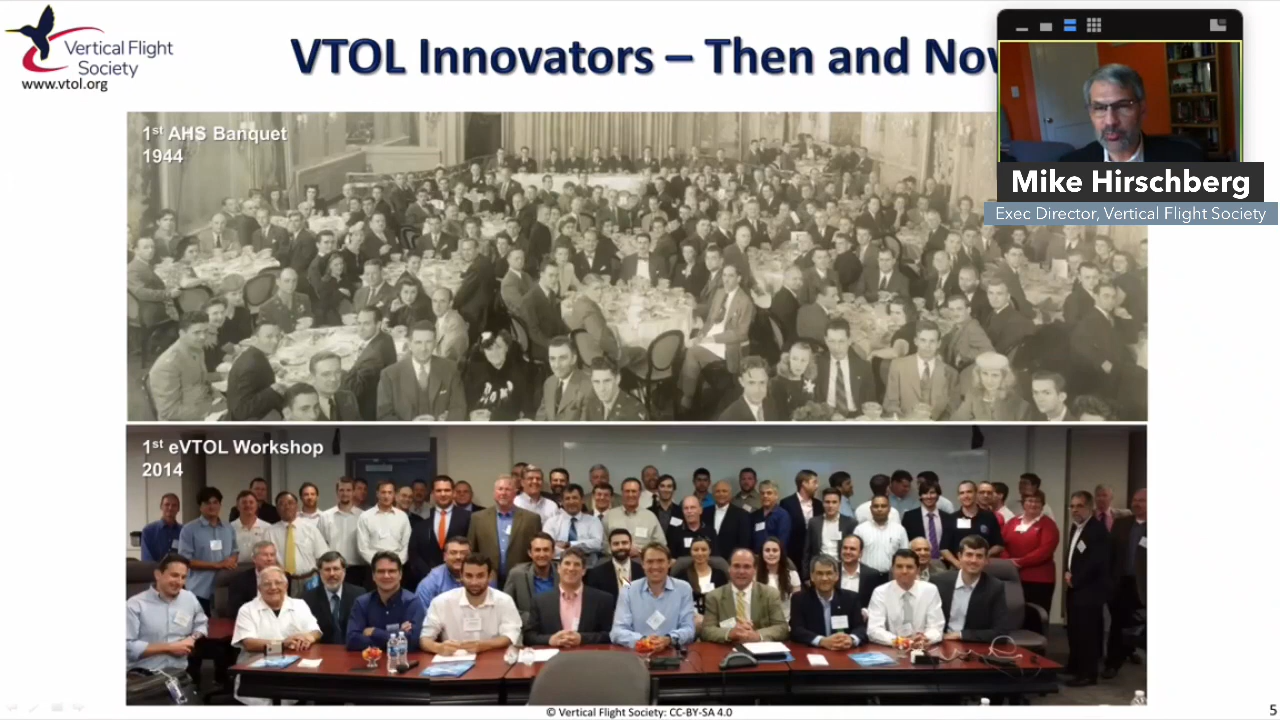 Vertical Flight
Society
www.vtol.org
VTOL Innovators – Then and Now
1st AHS Banquet
1944
Mike Hirschberg
Exec Director, Vertical Flight Society
1st eVTOL Workshop
2014
© Vertical Flight Society: CC-BY-SA 4.0
5